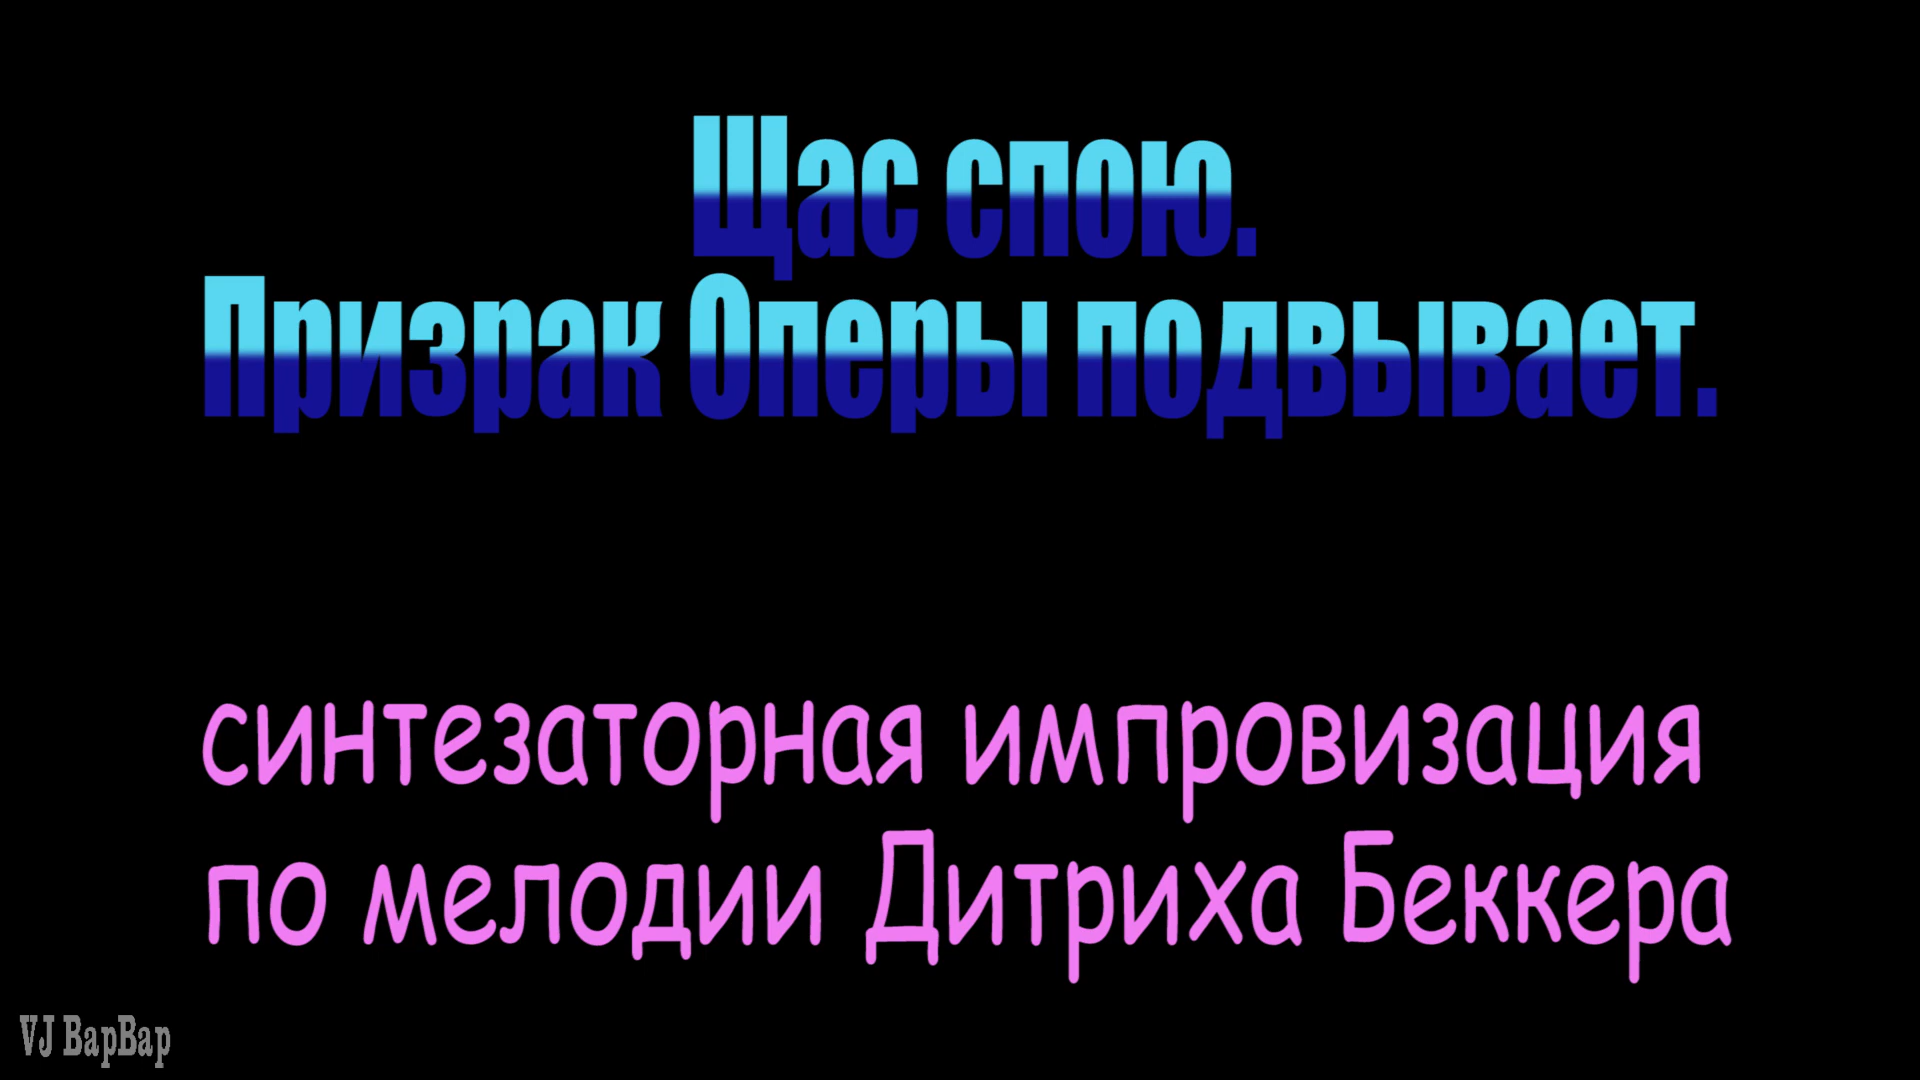 Щас спою.
Призрак Оперы подвывает.
синтезаторная импровизация
по мелодии Дитриха Беккера
VJ ВарВар